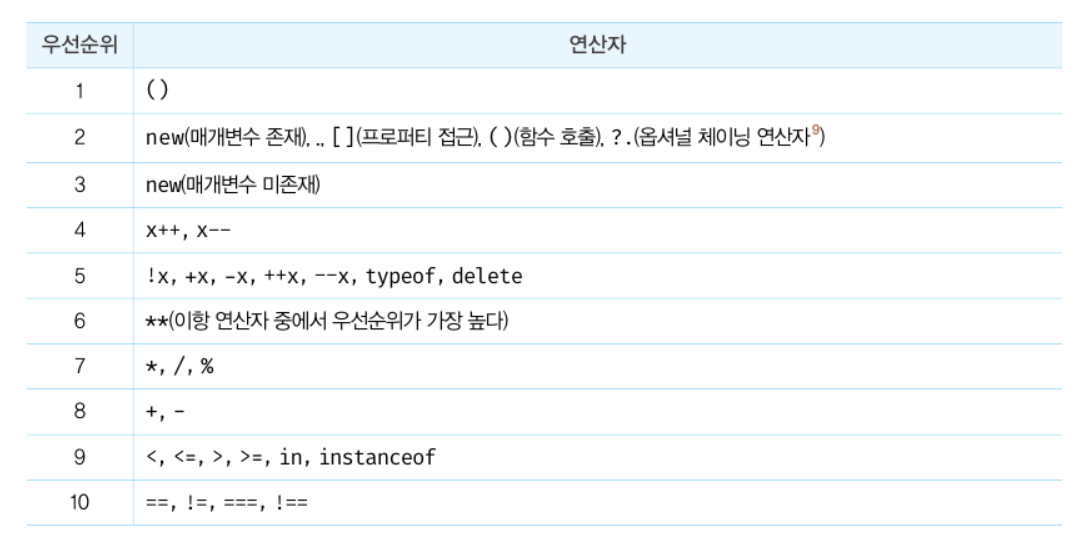 우선순위 연산자
1 ()
2 new(매개변수 존재), ., [](프로퍼티 접근), ()(함수 호출), ?.(옵셔널 체이닝 연산자9)
3 new(매개변수 미존재)
4 x++, x--
5 !x, +x, -x, ++x, --x, typeof, delete
6 **(이항 연산자 중에서 우선순위가 가장 높다)
7 *, /, %
8 +, -
9 <, <=, >, >=, in, instanceof
10 ==, !=, ===, !==